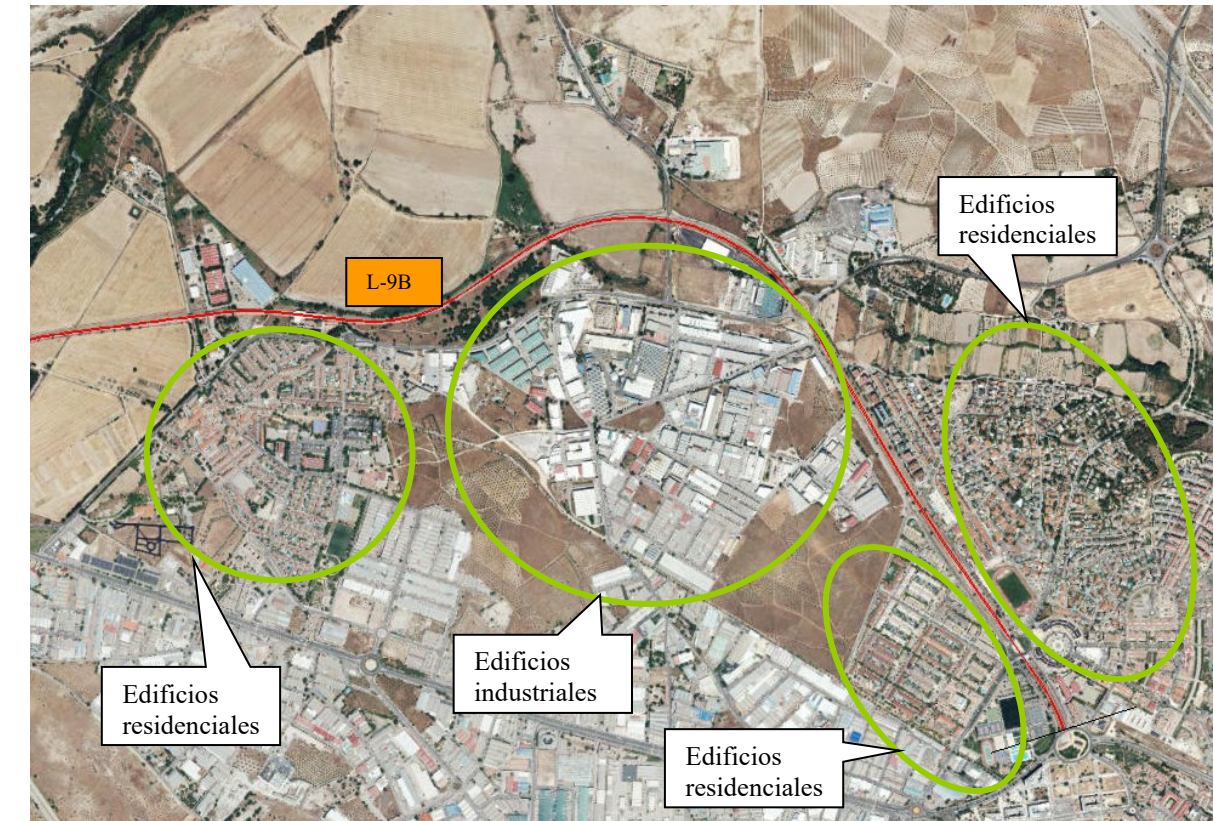 Edificios
residenciales
L-9B
Edificios
industriales
Edificios
residenciales
Edificios
residenciales